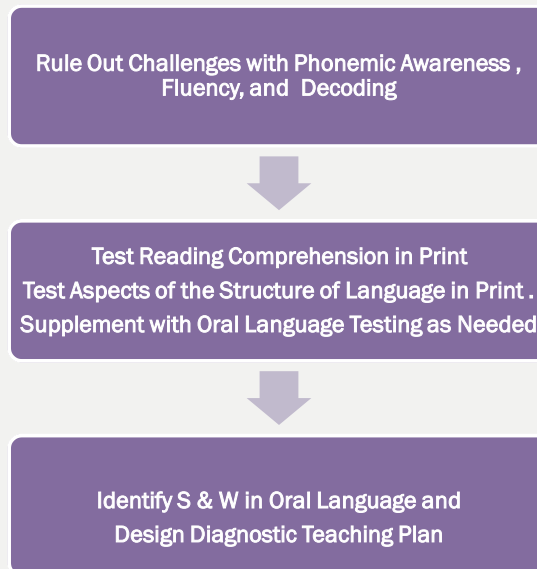 Rule Out Challenges with Phonemic Awareness ,
Fluency, and Decoding
Test Reading Comprehension in Print
Test Aspects of the Structure of Language in Print .
Supplement with Oral Language Testing as Needed
Identify S & W in Oral Language and
Design Diagnostic Teaching Plan